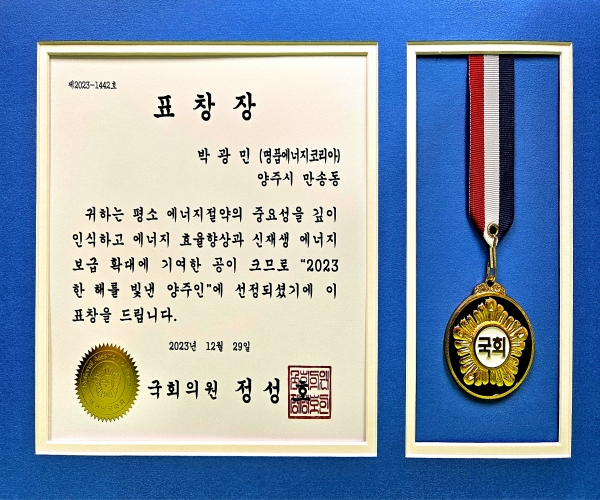 제2023-1442호
표 창 장
박 광 민 (명품에너지코리아)
양주시 만송동
귀하는 평소 에너지절약의 중요성을 깊이
인식하고 에너지 효율향상과 신재생 에너지
보급 확대에 기여한 공이 크므로 “2023
한 해를 빛낸 양주인”에 선정되셨기에 이
표창을 드립니다.
2023년 12월 29일
국회의원 정성호
국회